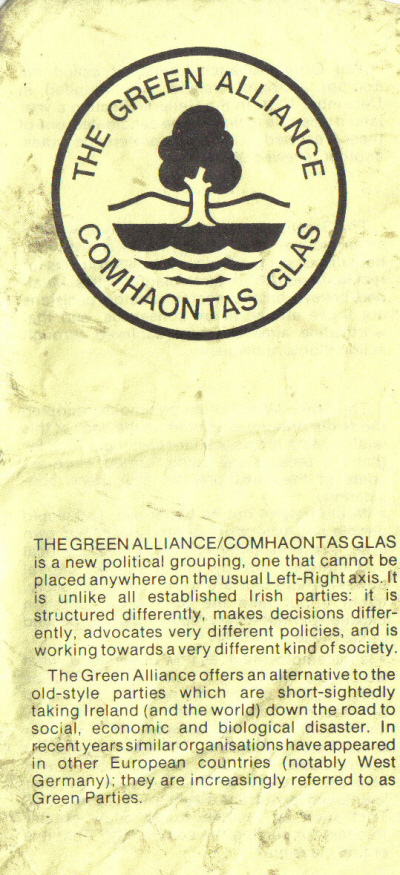 THE GREEN ALLIANCE
COMHAONTAS GLAS
THE GREEN ALLIANCE/COMHAONTAS GLAS
is a new political grouping, one that cannot be
placed anywhere on the usual Left-Right axis. It
is unlike all established Irish parties: it is
structured differently, makes decisions differ-
ently, advocates very different policies, and is
working towards a very different kind of society.
The Green Alliance offers an alternative to the
old-style parties which are short-sightedly
taking Ireland (and the world) down the road to
social, economic and biological disaster. In
recent years similar organisations have appeared
in other European countries (notably West
Germany); they are increasingly referred to as
Green Parties.